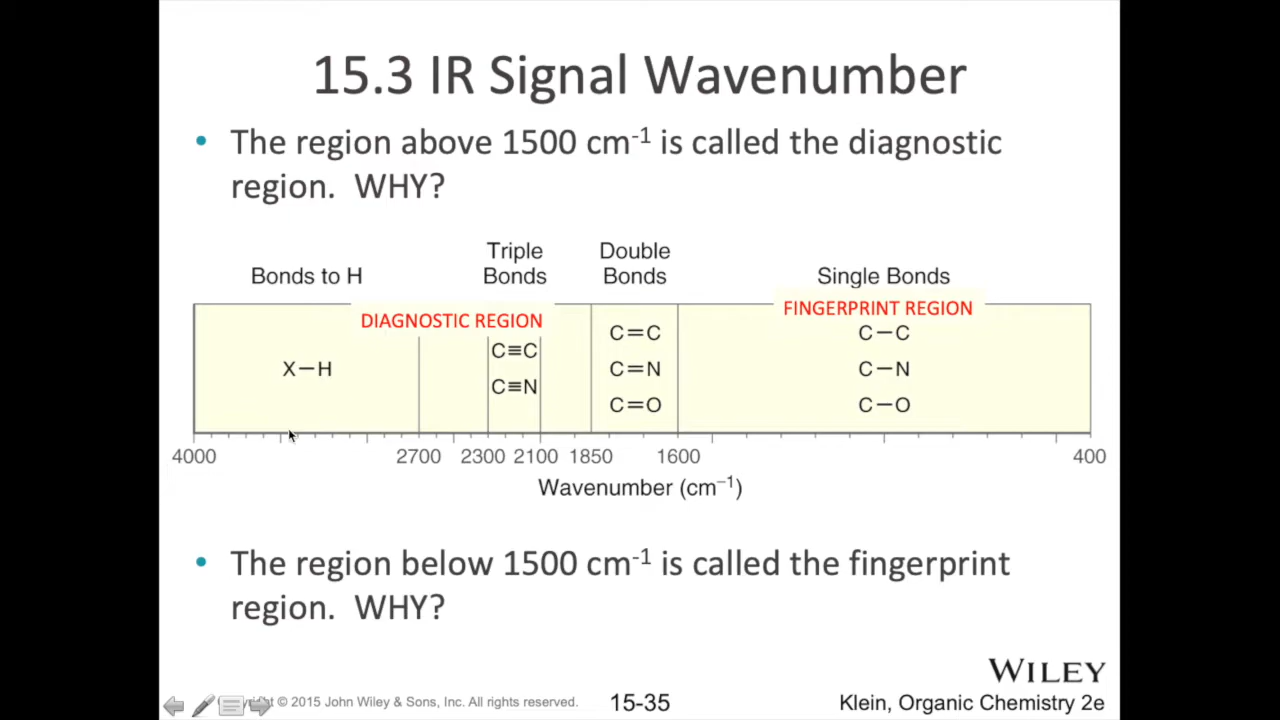 15.3 IR Signal Wavenumber
• The region above 1500 cm⁻¹ is called the diagnostic
region. WHY?
Bonds to H
Triple
Bonds
Double
Bonds
Single Bonds
DIAGNOSTIC REGION
FINGERPRINT REGION
X−H
C≡C
C≡N
C=C
C=N
C=O
C−C
C−N
C−O
4000 2700 2300 2100 1850 1600 400
Wavenumber (cm⁻¹)
• The region below 1500 cm⁻¹ is called the fingerprint
region. WHY?
WILEY
© 2015 John Wiley & Sons, Inc. All rights reserved.
15-35
Klein, Organic Chemistry 2e